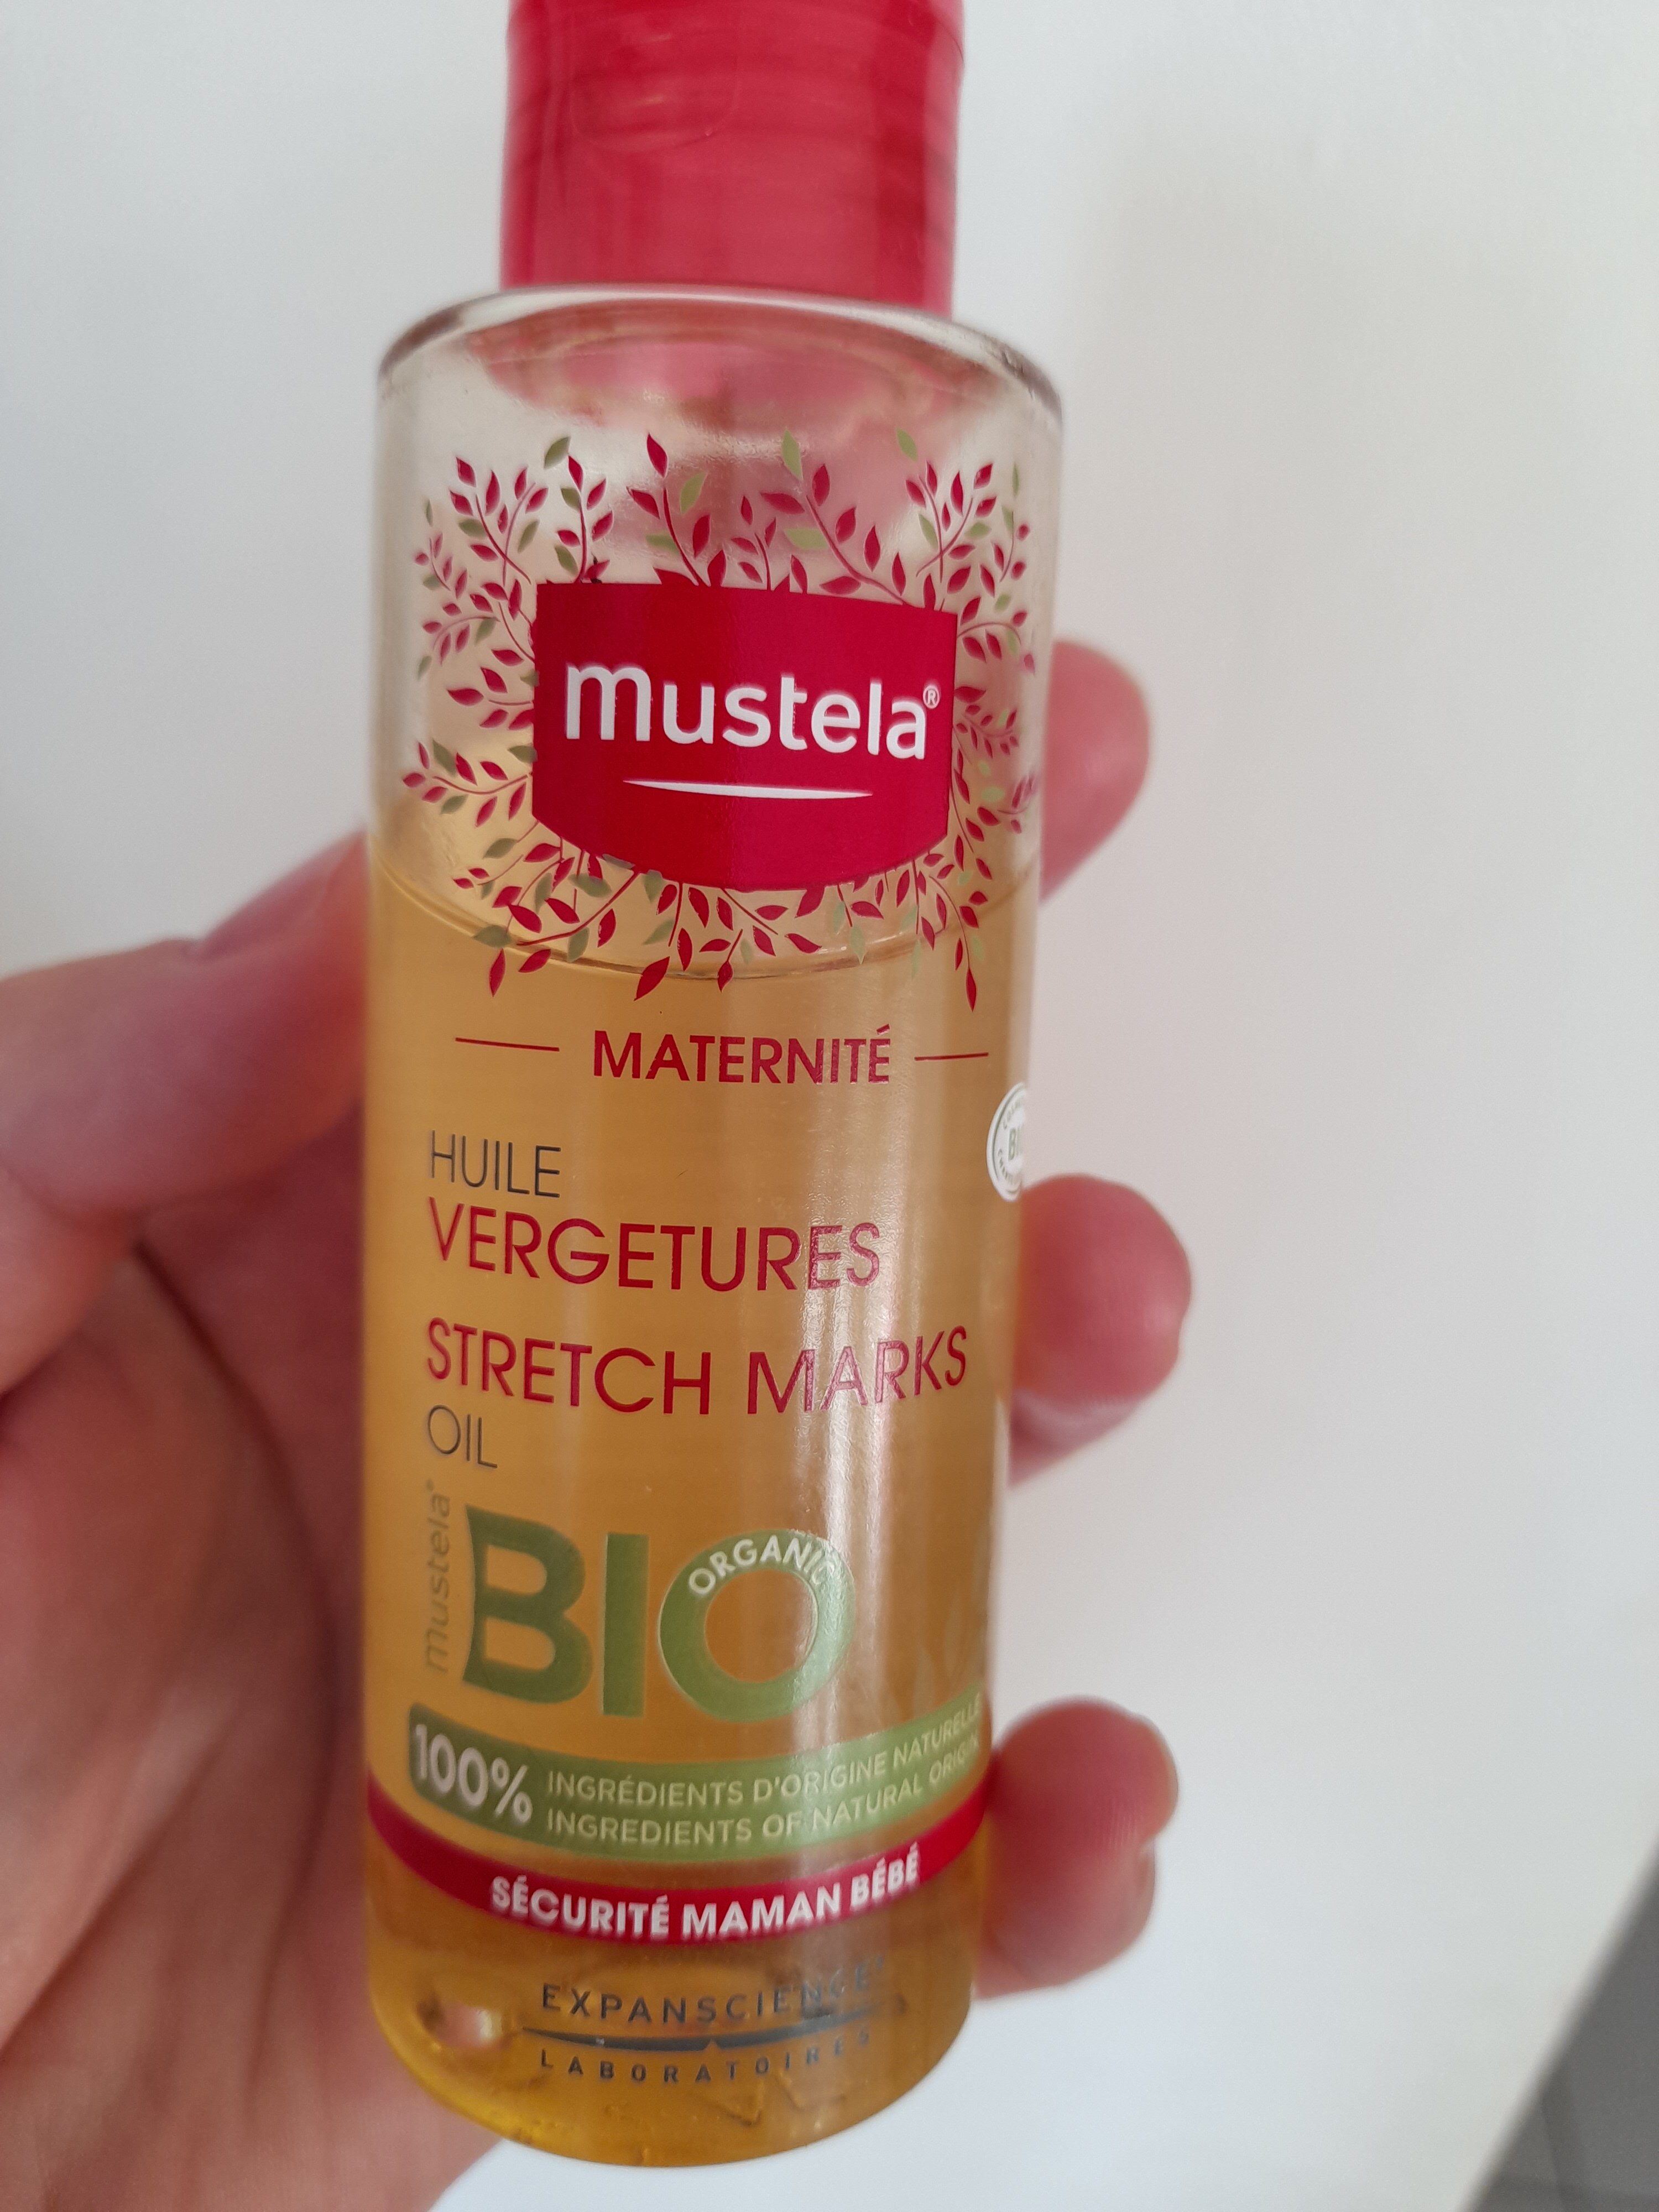 mustela®
MATERNITÉ
HUILE
VERGETURES
STRETCH MARKS
OIL
mustela®
BIO
ORGANIC
100%
INGRÉDIENTS D'ORIGINE NATURELLE
INGREDIENTS OF NATURAL ORIGIN
SÉCURITÉ MAMAN BÉBÉ
EXPANSCIENCE
LABORATOIRES